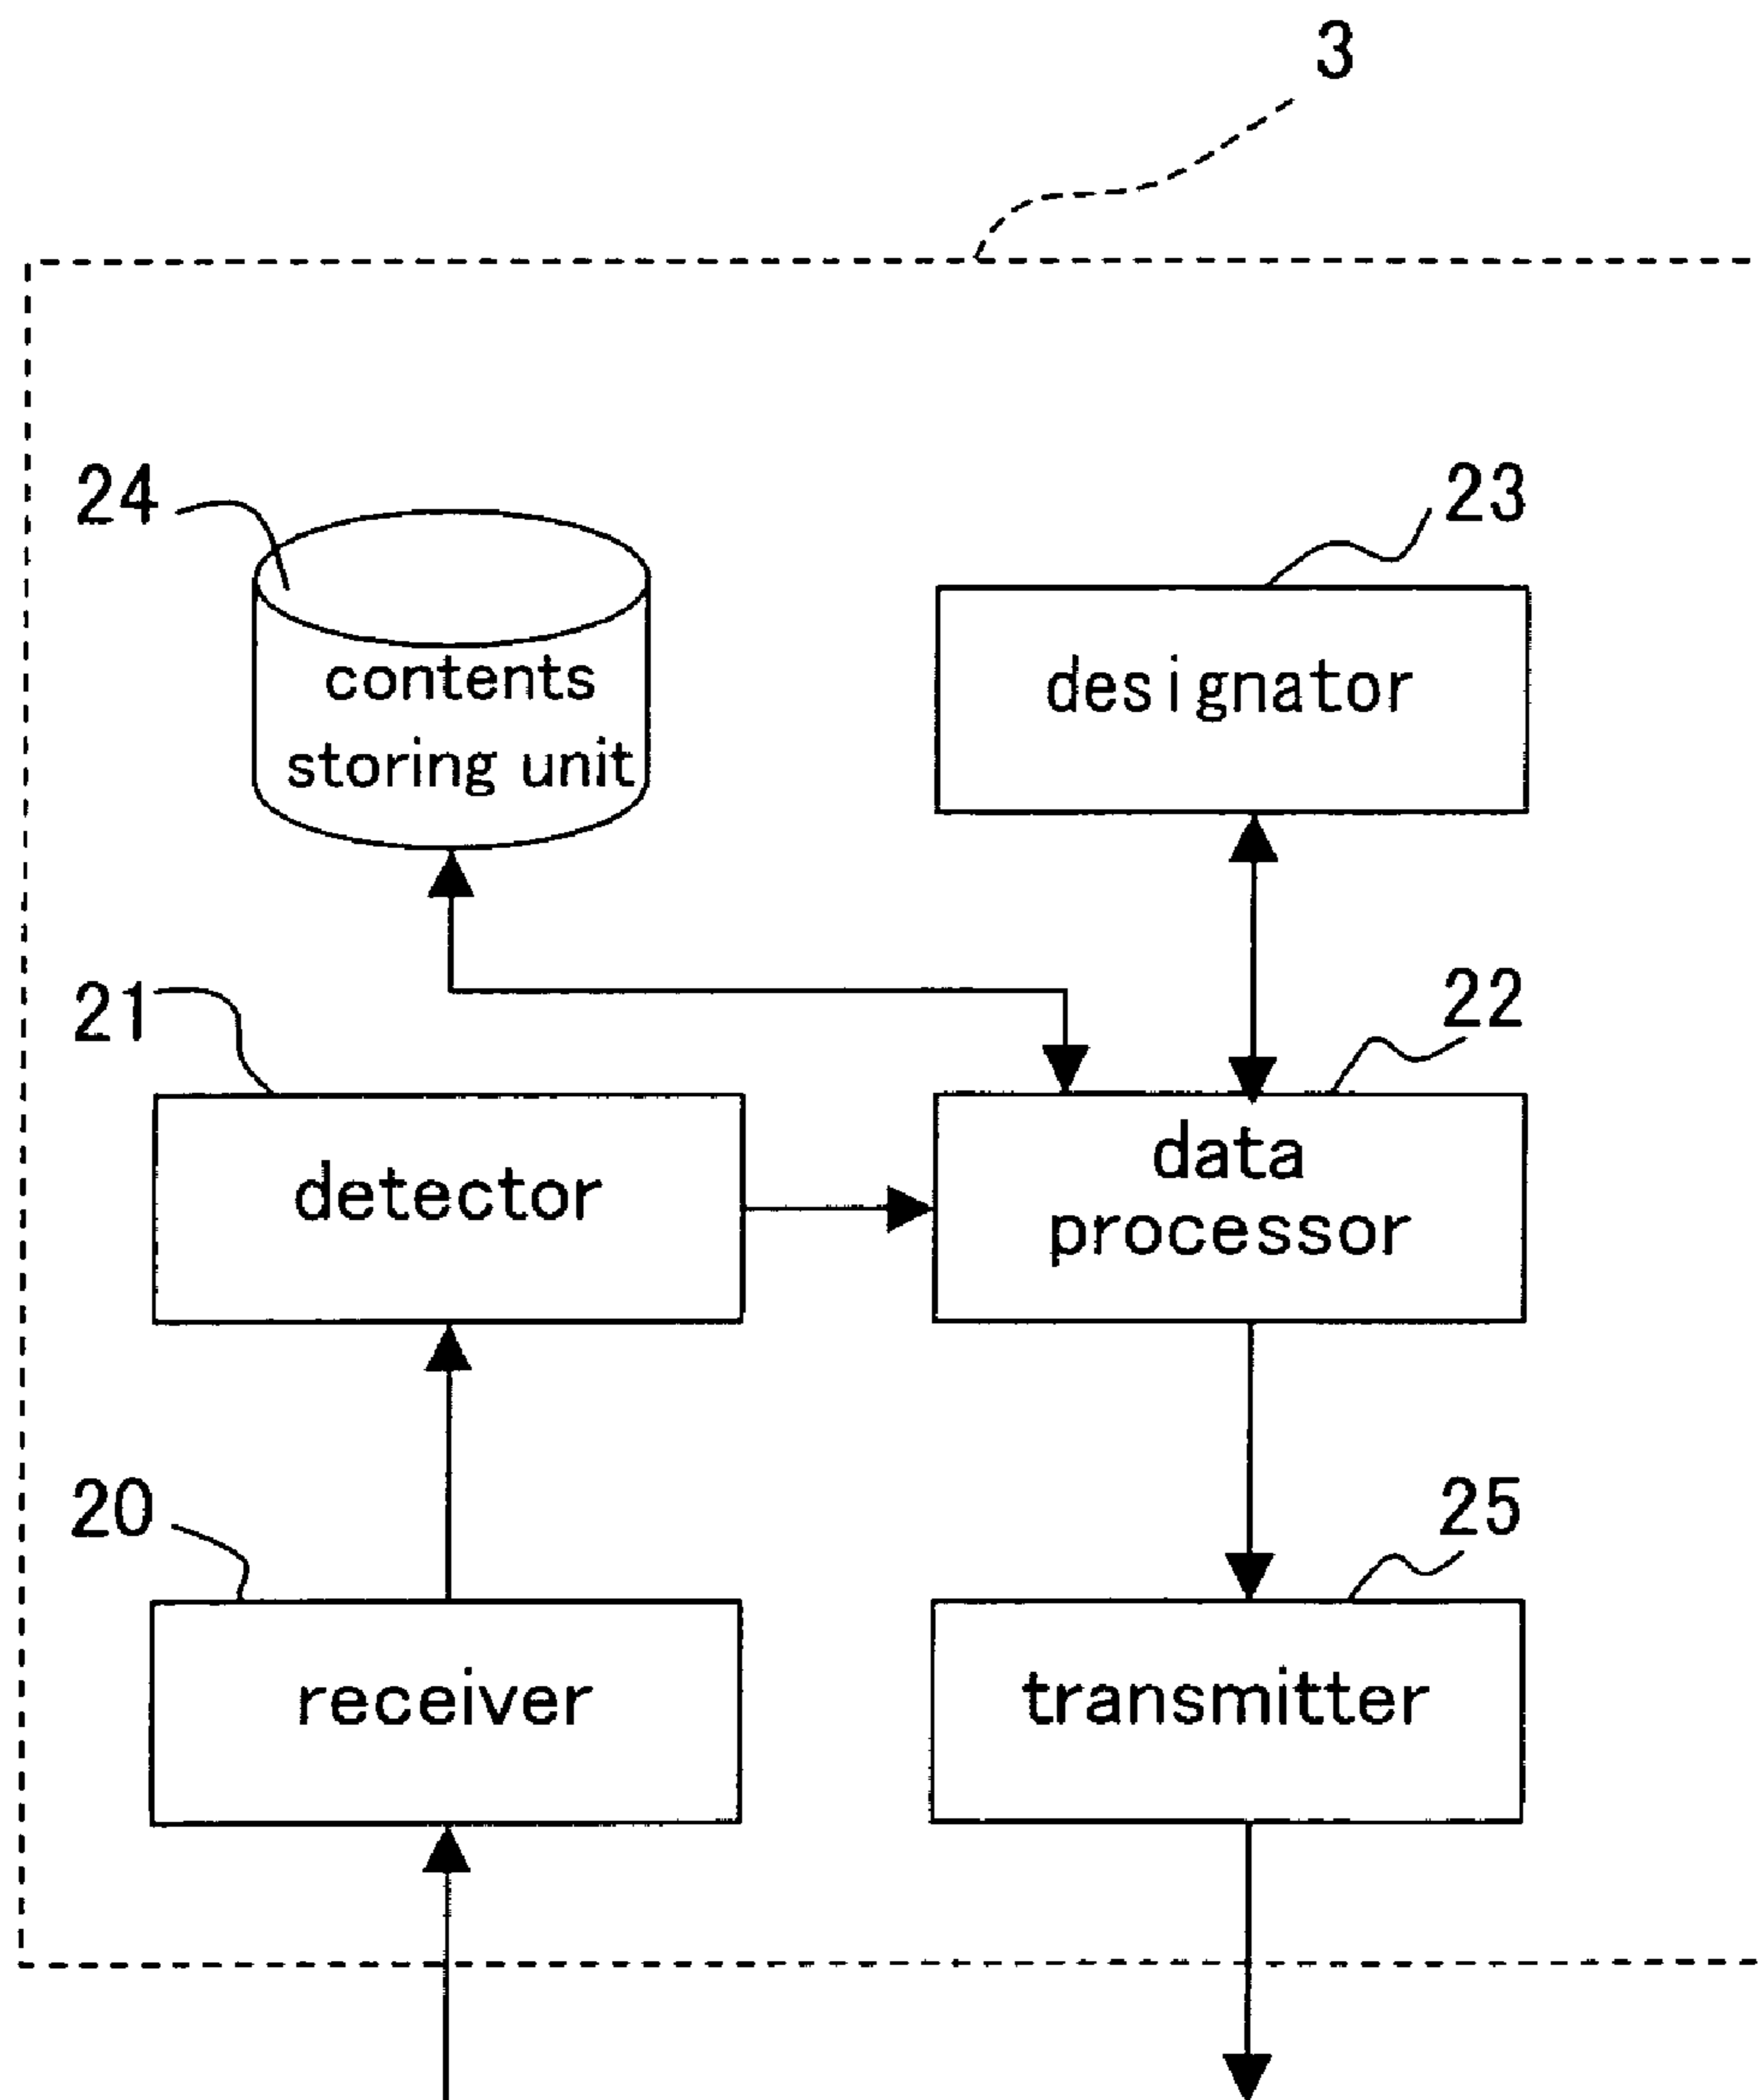 3
24
23
contents
storing unit
designator
21
22
detector
data
processor
20
25
receiver
transmitter